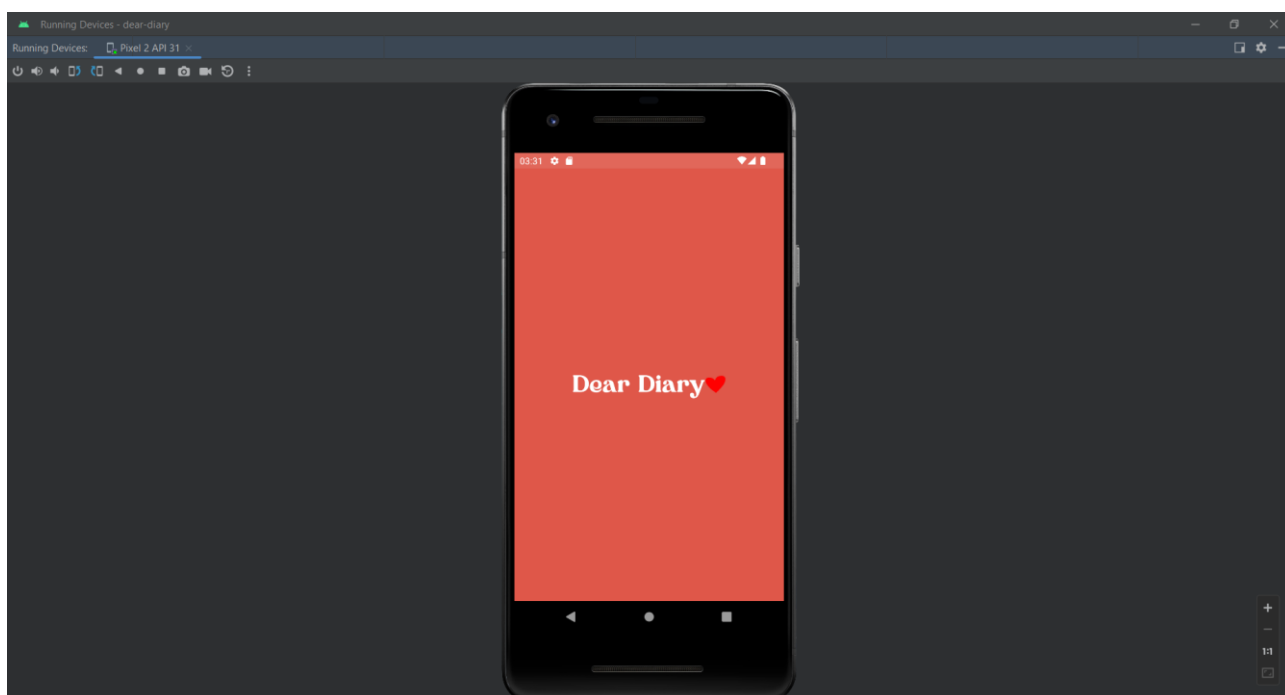 Running Devices - dear-diary
Running Devices: Pixel 2 API 31
03:31
Dear Diary❤
1:1